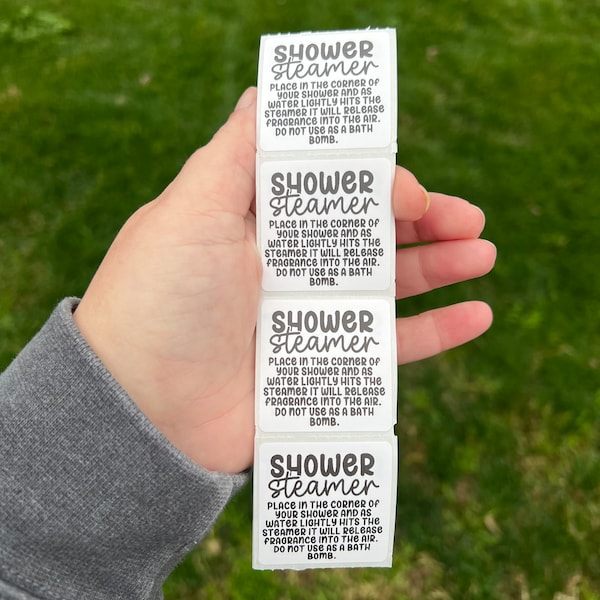 SHOWER
steamer
PLACE IN THE CORNER OF
YOUR SHOWER AND AS
WATER LIGHTLY HITS THE
STEAMER IT WILL RELEASE
FRAGRANCE INTO THE AIR.
DO NOT USE AS A BATH
BOMB.
SHOWER
steamer
PLACE IN THE CORNER OF
YOUR SHOWER AND AS
WATER LIGHTLY HITS THE
STEAMER IT WILL RELEASE
FRAGRANCE INTO THE AIR.
DO NOT USE AS A BATH
BOMB.
SHOWER
steamer
PLACE IN THE CORNER OF
YOUR SHOWER AND AS
WATER LIGHTLY HITS THE
STEAMER IT WILL RELEASE
FRAGRANCE INTO THE AIR.
DO NOT USE AS A BATH
BOMB.
SHOWER
steamer
PLACE IN THE CORNER OF
YOUR SHOWER AND AS
WATER LIGHTLY HITS THE
STEAMER IT WILL RELEASE
FRAGRANCE INTO THE AIR.
DO NOT USE AS A BATH
BOMB.